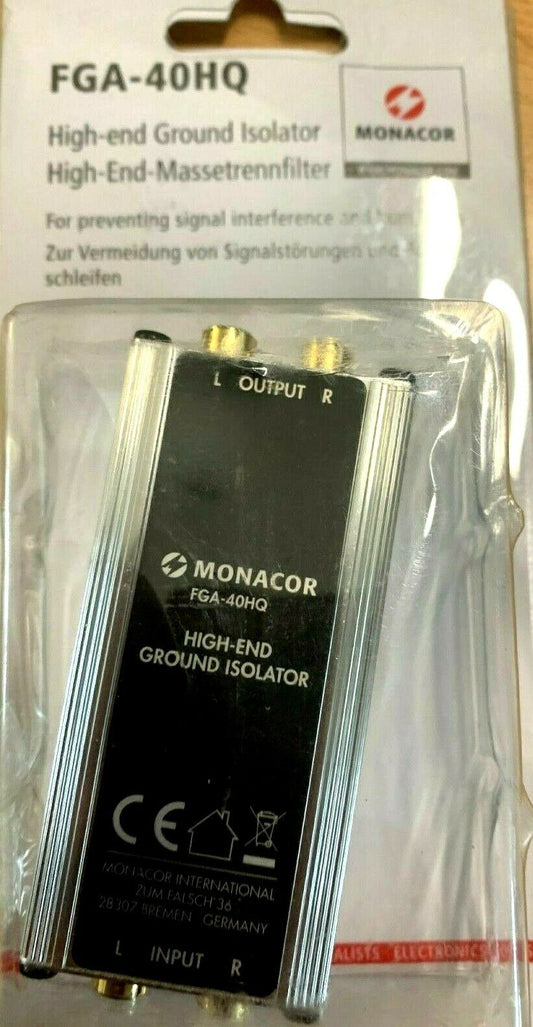 FGA-40HQ
MONACOR
High-end Ground Isolator
High-End-Massetrennfilter
For preventing signal interference and
Zur Vermeidung von Signalstörungen und
schleifen
L OUTPUT R
MONACOR
FGA-40HQ
HIGH-END
GROUND ISOLATOR
CE
MONACOR INTERNATIONAL
ZUM FALSCH 36
28307 BREMEN GERMANY
L INPUT R
ALISTS ELECTRONICS